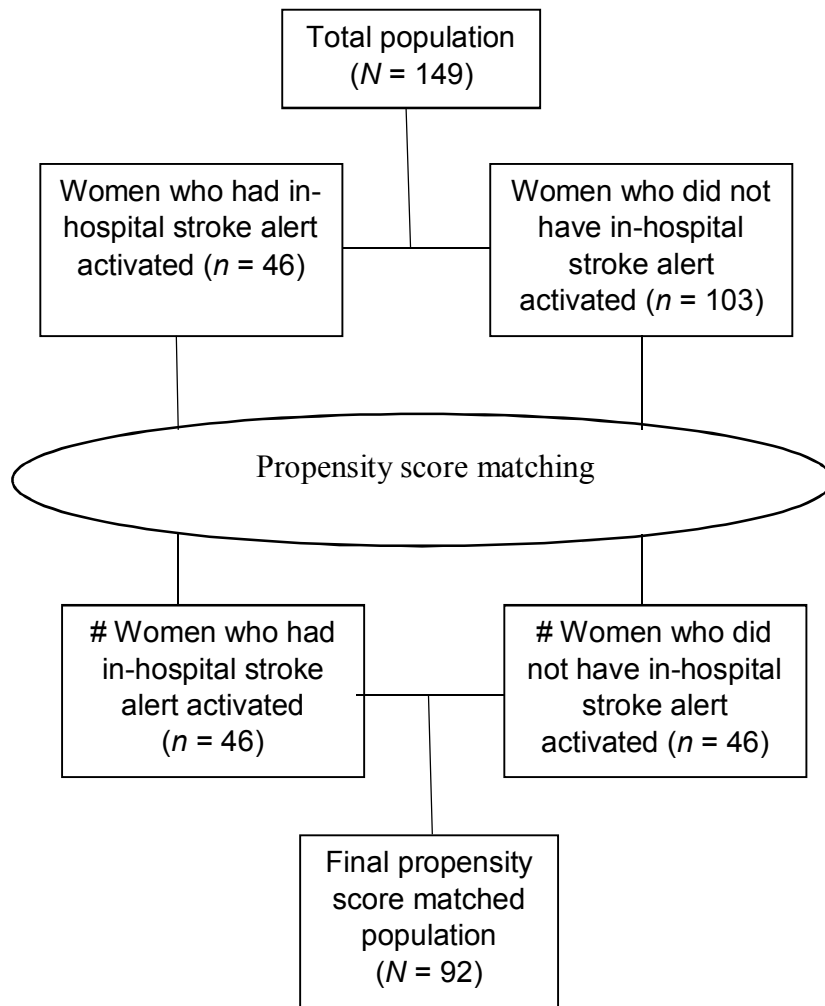 Total population
(N = 149)
Women who had in-
hospital stroke alert
activated (n = 46)
Women who did not
have in-hospital
stroke alert
activated (n = 103)
Propensity score matching
# Women who had
in-hospital stroke
alert activated
(n = 46)
# Women who did
not have in-hospital
stroke alert
activated (n = 46)
Final propensity
score matched
population
(N = 92)